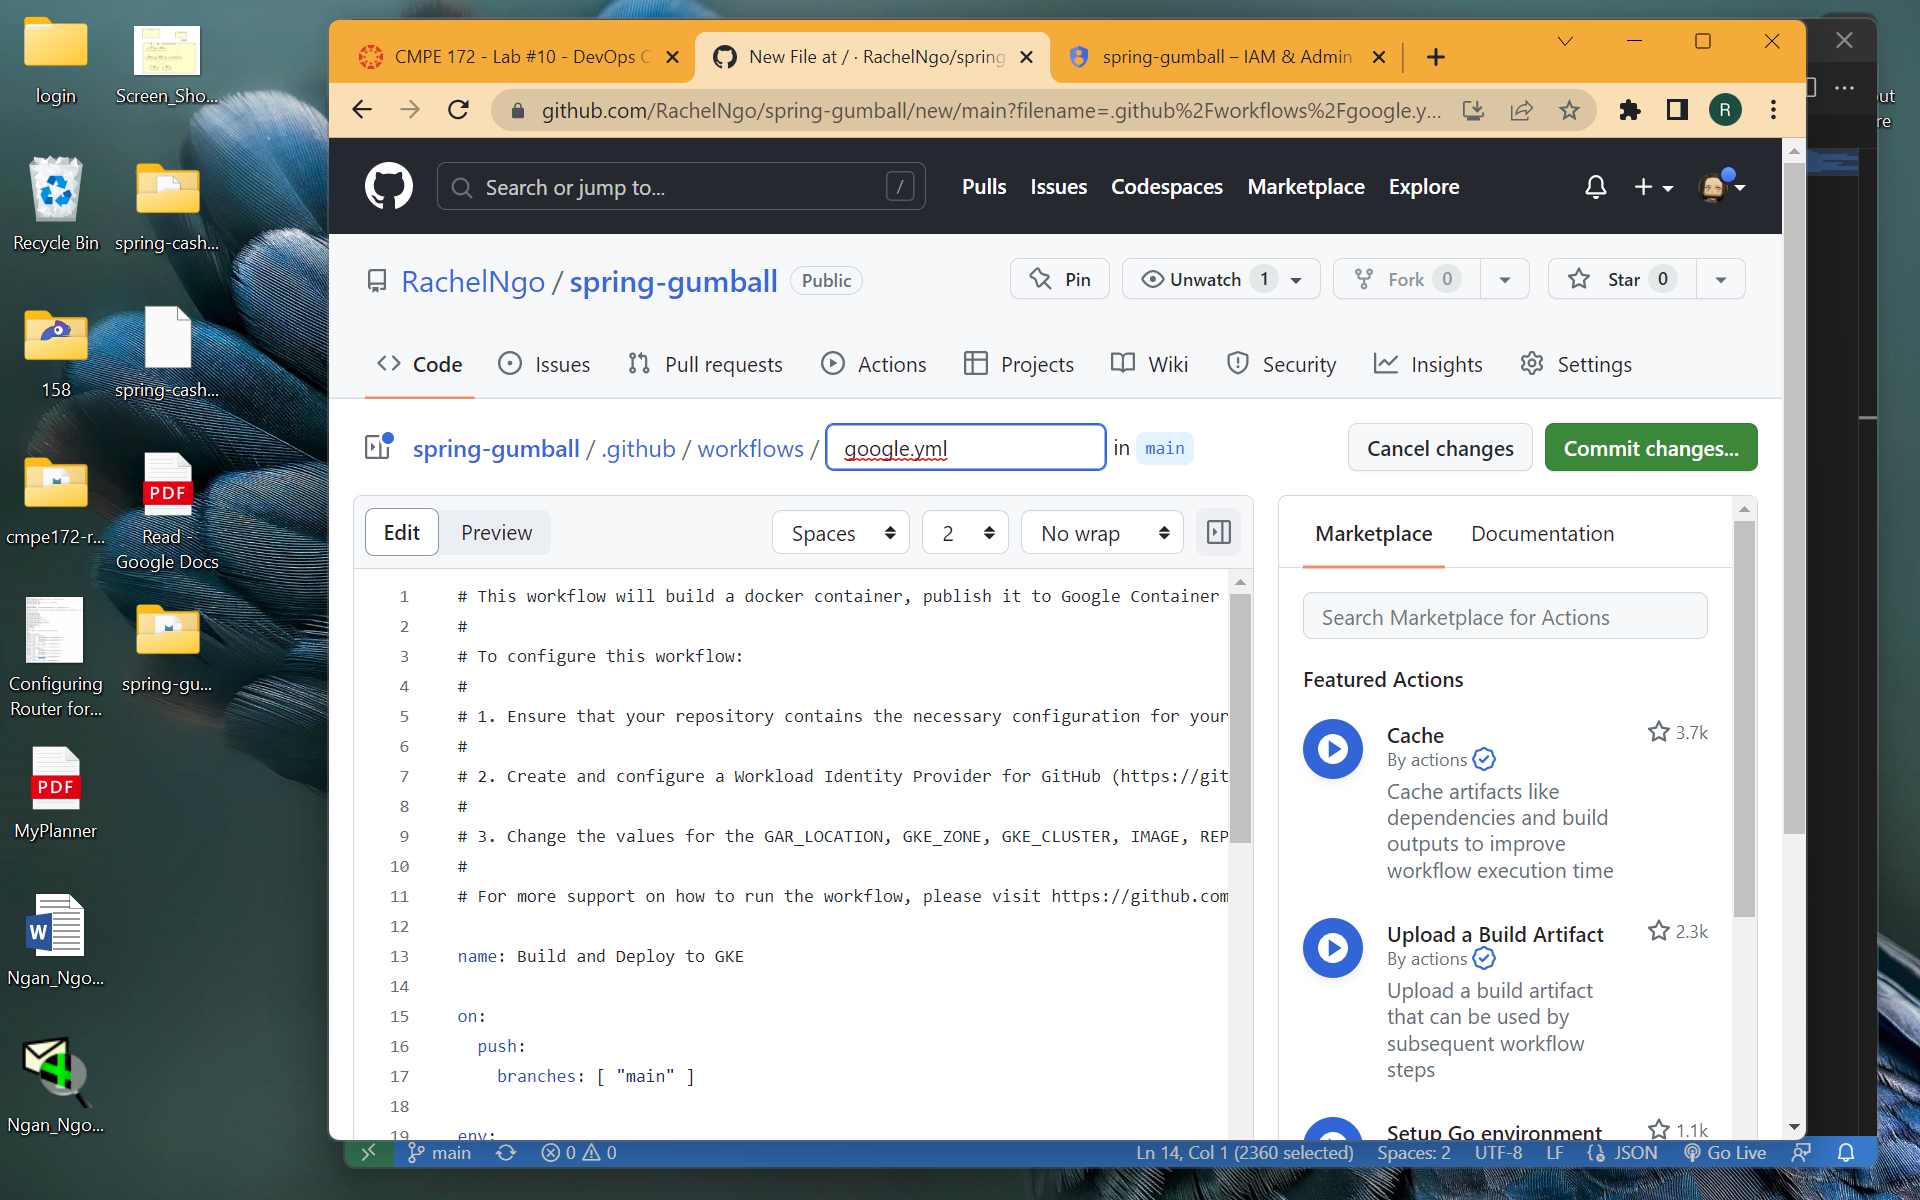 login
Screen_Sho...
Recycle Bin
spring-cash...
158
spring-cash...
cmpe172-r...
PDF
Read -
Google Docs
Configuring
Router for...
spring-gu...
PDF
MyPlanner
W
Ngan_Ngo...
Ngan_Ngo...
CMPE 172 - Lab #10 - DevOps C
New File at / · RachelNgo/spring
spring-gumball – IAM & Admin
github.com/RachelNgo/spring-gumball/new/main?filename=.github%2Fworkflows%2Fgoogle.y...
R
Search or jump to...
/
Pulls
Issues
Codespaces
Marketplace
Explore
RachelNgo / spring-gumball
Public
Pin
Unwatch 1
Fork 0
Star 0
Code
Issues
Pull requests
Actions
Projects
Wiki
Security
Insights
Settings
spring-gumball / .github / workflows / google.yml in main
Cancel changes
Commit changes...
Edit
Preview
Spaces
2
No wrap
1 # This workflow will build a docker container, publish it to Google Container
2 #
3 # To configure this workflow:
4 #
5 # 1. Ensure that your repository contains the necessary configuration for your
6 #
7 # 2. Create and configure a Workload Identity Provider for GitHub (https://git
8 #
9 # 3. Change the values for the GAR_LOCATION, GKE_ZONE, GKE_CLUSTER, IMAGE, REP
10 #
11 # For more support on how to run the workflow, please visit https://github.com
12
13 name: Build and Deploy to GKE
14
15 on:
16 push:
17 branches: [ "main" ]
18
19 env:
Marketplace
Documentation
Search Marketplace for Actions
Featured Actions
Cache
3.7k
By actions
Cache artifacts like
dependencies and build
outputs to improve
workflow execution time
Upload a Build Artifact
2.3k
By actions
Upload a build artifact
that can be used by
subsequent workflow
steps
Setup Go environment
1.1k
main
0
0
Ln 14, Col 1 (2360 selected)
Spaces: 2
UTF-8
LF
JSON
Go Live